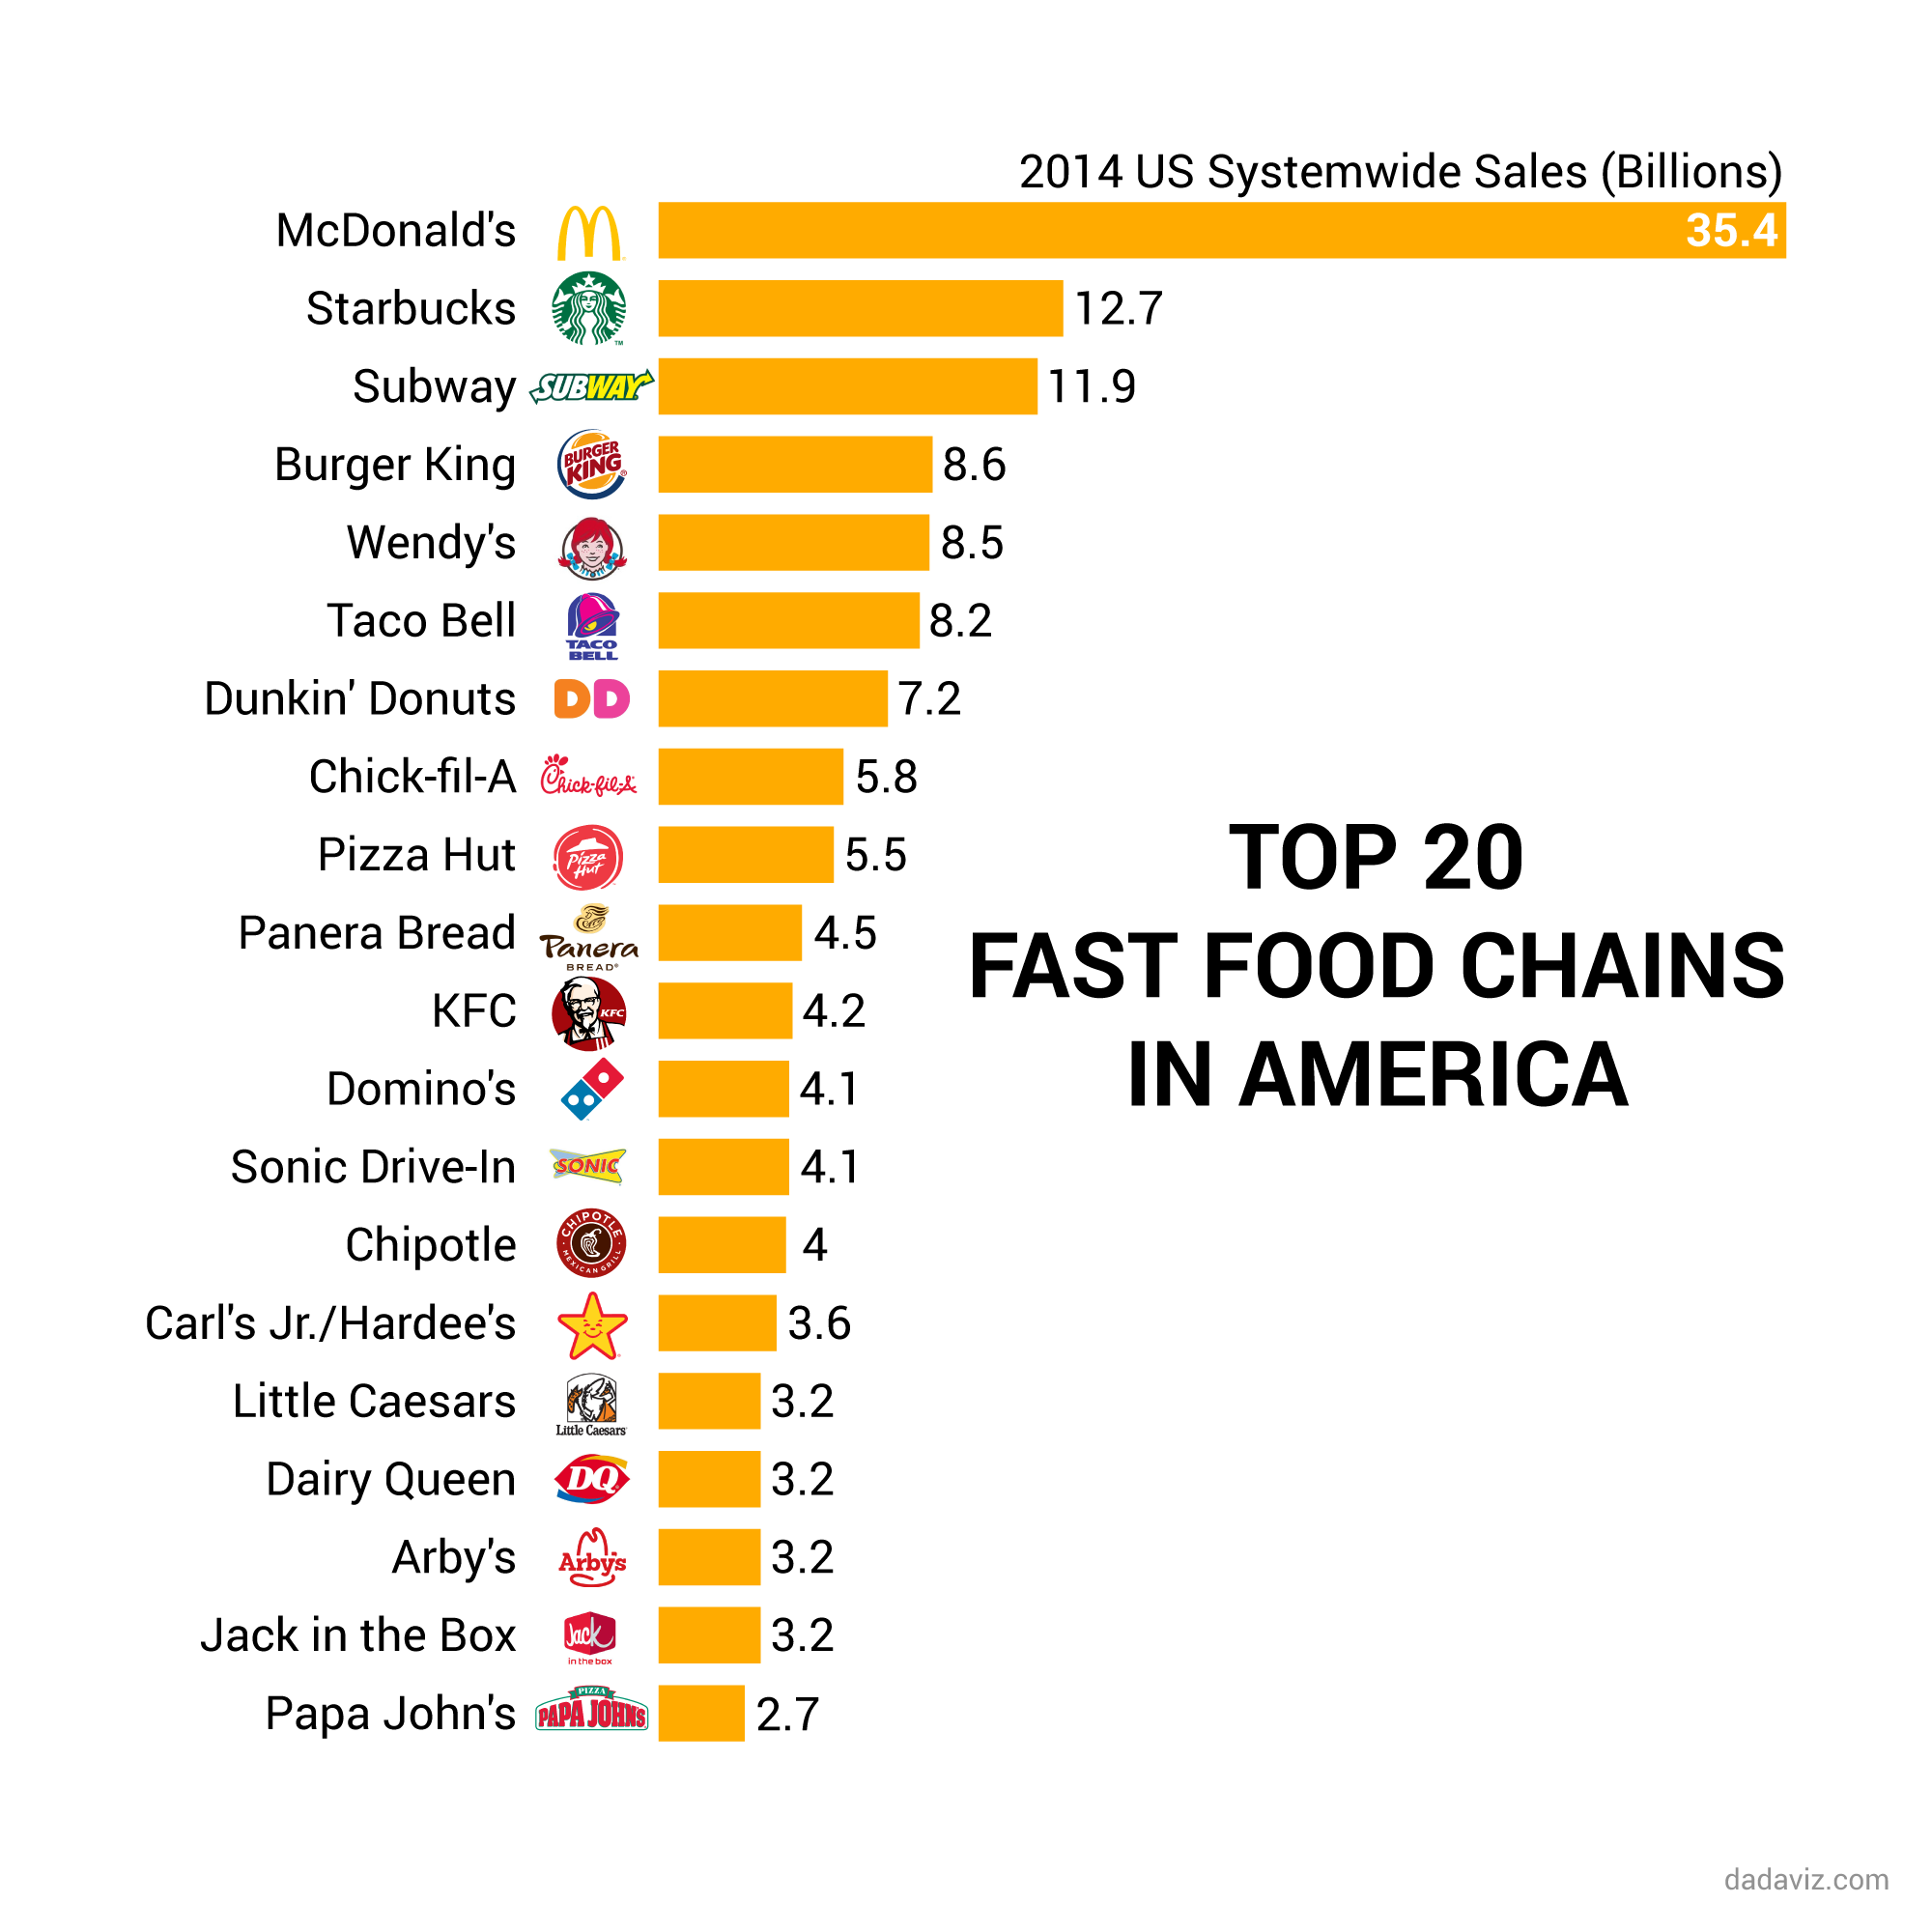 2014 US Systemwide Sales (Billions)
McDonald's 35.4
Starbucks TM 12.7
Subway SUBWAY 11.9
Burger King BURGER KING ® 8.6
Wendy's 8.5
Taco Bell TACO BELL 8.2
Dunkin' Donuts DD 7.2
Chick-fil-A Chick-fil-A 5.8
Pizza Hut Pizza Hut 5.5
Panera Bread Panera BREAD® 4.5
KFC KFC 4.2
Domino's 4.1
Sonic Drive-In SONIC 4.1
Chipotle CHIPOTLE MEXICAN GRILL 4
Carl's Jr./Hardee's 3.6
Little Caesars Little Caesars 3.2
Dairy Queen DQ 3.2
Arby's Arby's 3.2
Jack in the Box Jack in the box 3.2
Papa John's PIZZA PAPA JOHN'S 2.7
TOP 20
FAST FOOD CHAINS
IN AMERICA
dadaviz.com